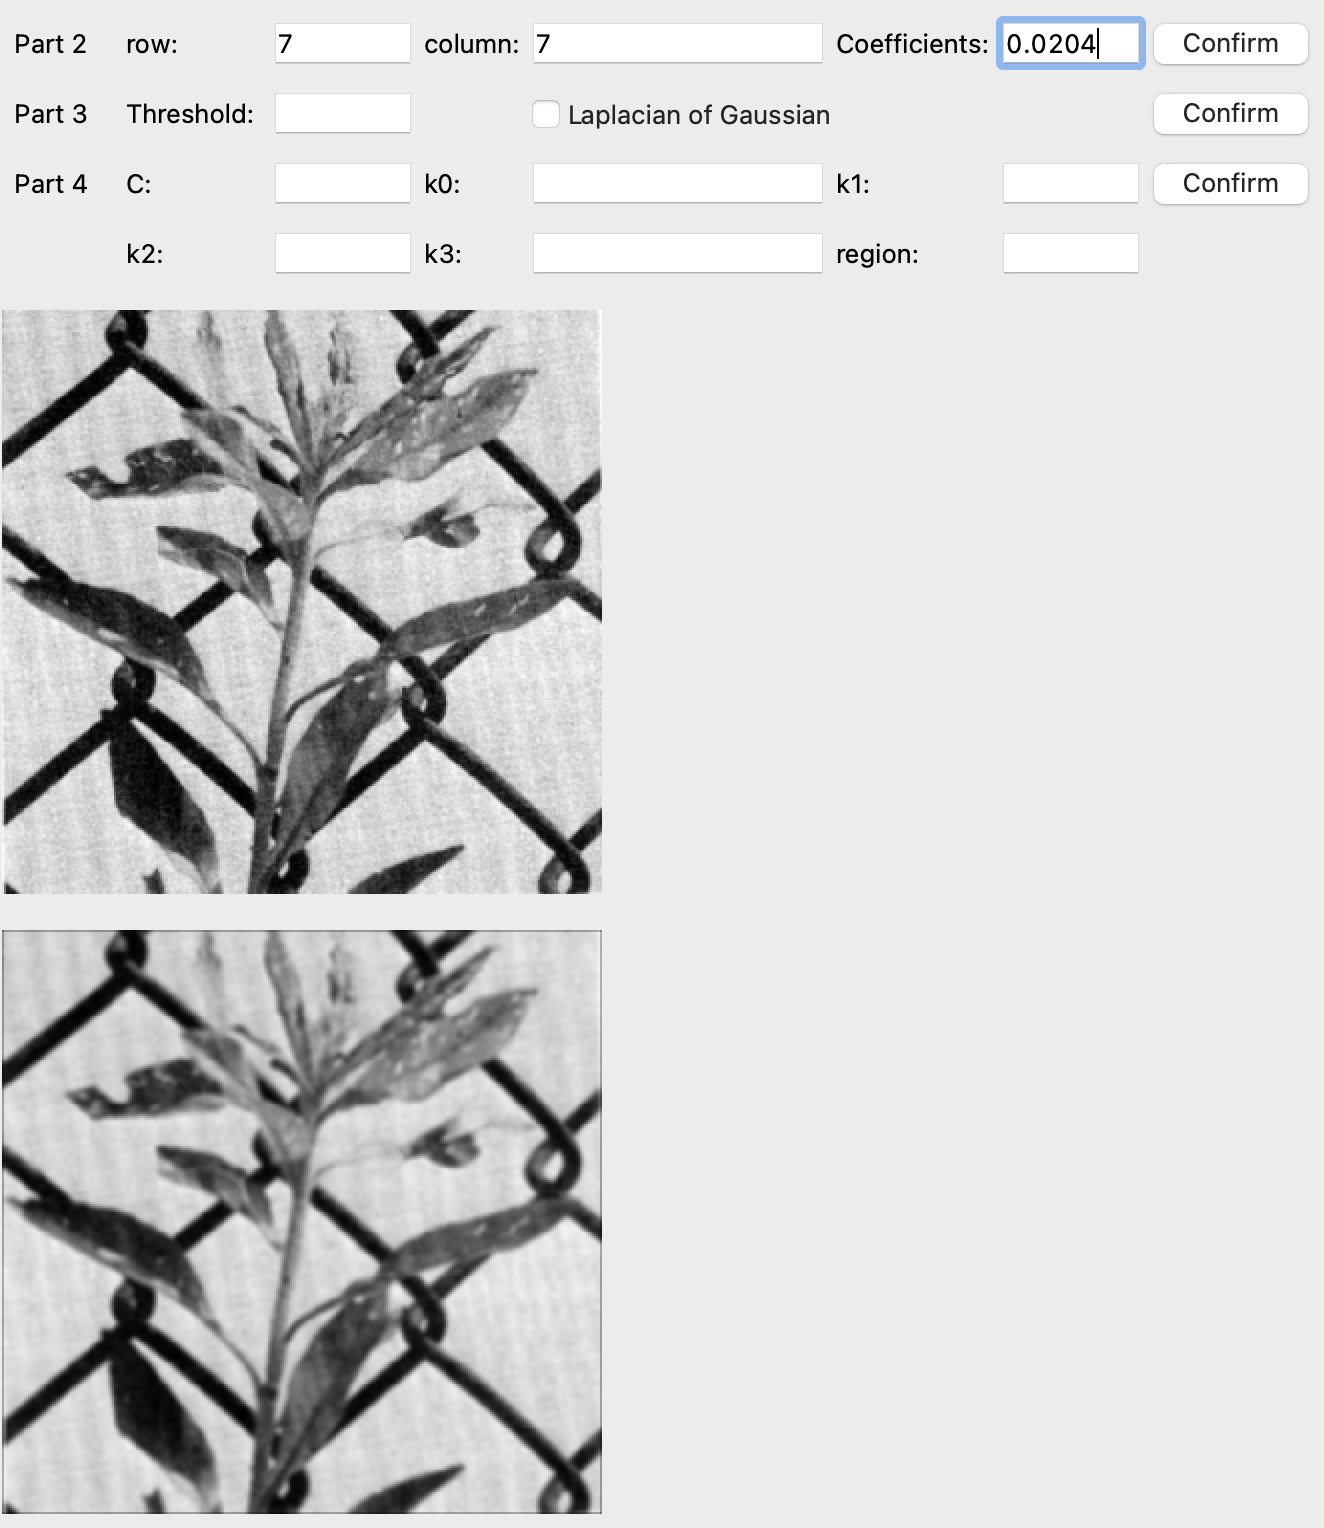 Part 2 row: 7 column: 7 Coefficients: 0.0204 Confirm
Part 3 Threshold: Laplacian of Gaussian Confirm
Part 4 C: k0: k1: Confirm
k2: k3: region: